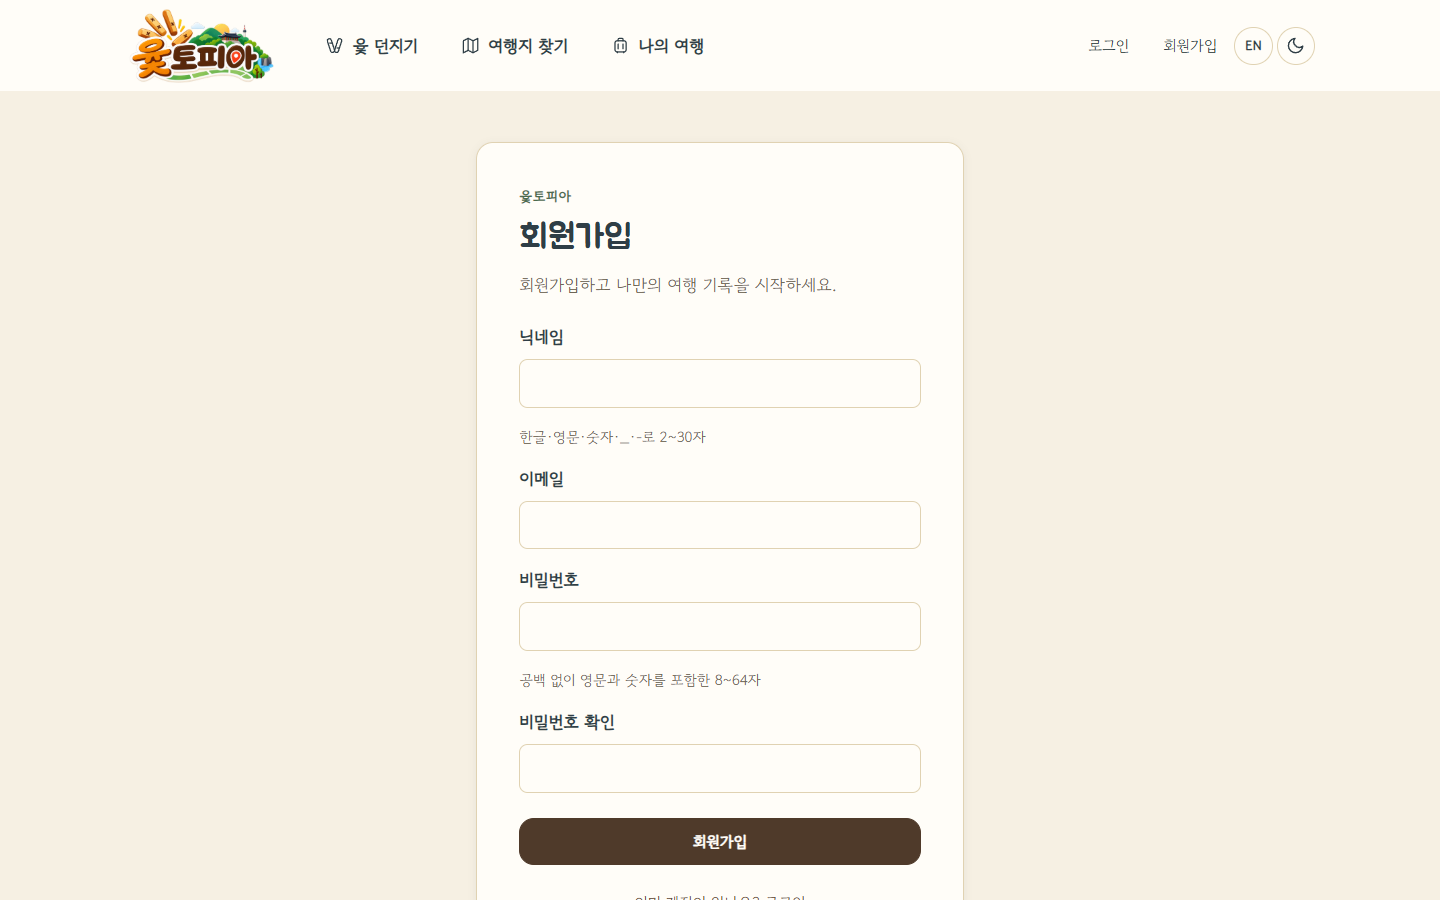 윷토피아
윷 던지기
여행지 찾기
나의 여행
로그인
회원가입
EN
윷토피아
회원가입
회원가입하고 나만의 여행 기록을 시작하세요.
닉네임
한글·영문·숫자·_·-로 2~30자
이메일
비밀번호
공백 없이 영문과 숫자를 포함한 8~64자
비밀번호 확인
회원가입